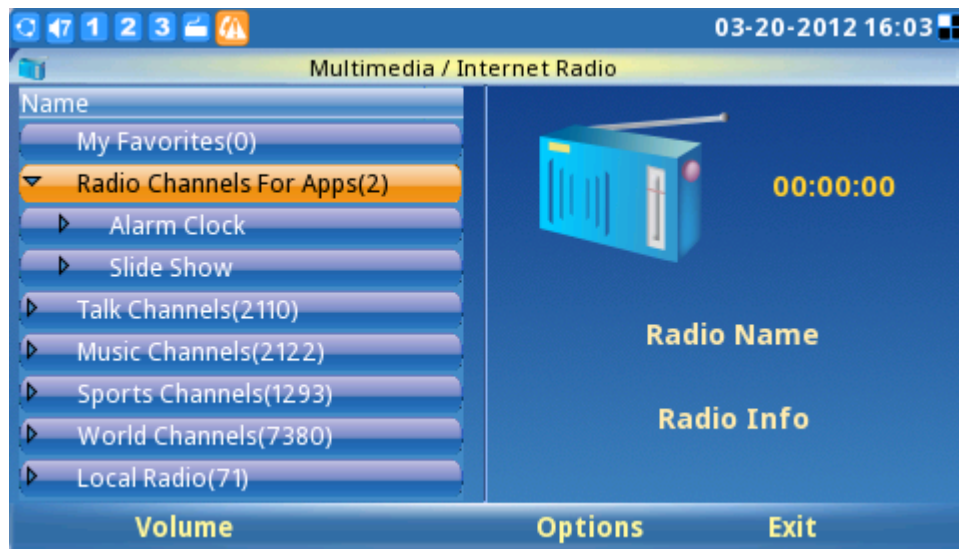 7 1 2 3 03-20-2012 16:03
Multimedia / Internet Radio
Name
My Favorites(0)
Radio Channels For Apps(2)
Alarm Clock
Slide Show
Talk Channels(2110)
Music Channels(2122)
Sports Channels(1293)
World Channels(7380)
Local Radio(71)
00:00:00
Radio Name
Radio Info
Volume Options Exit